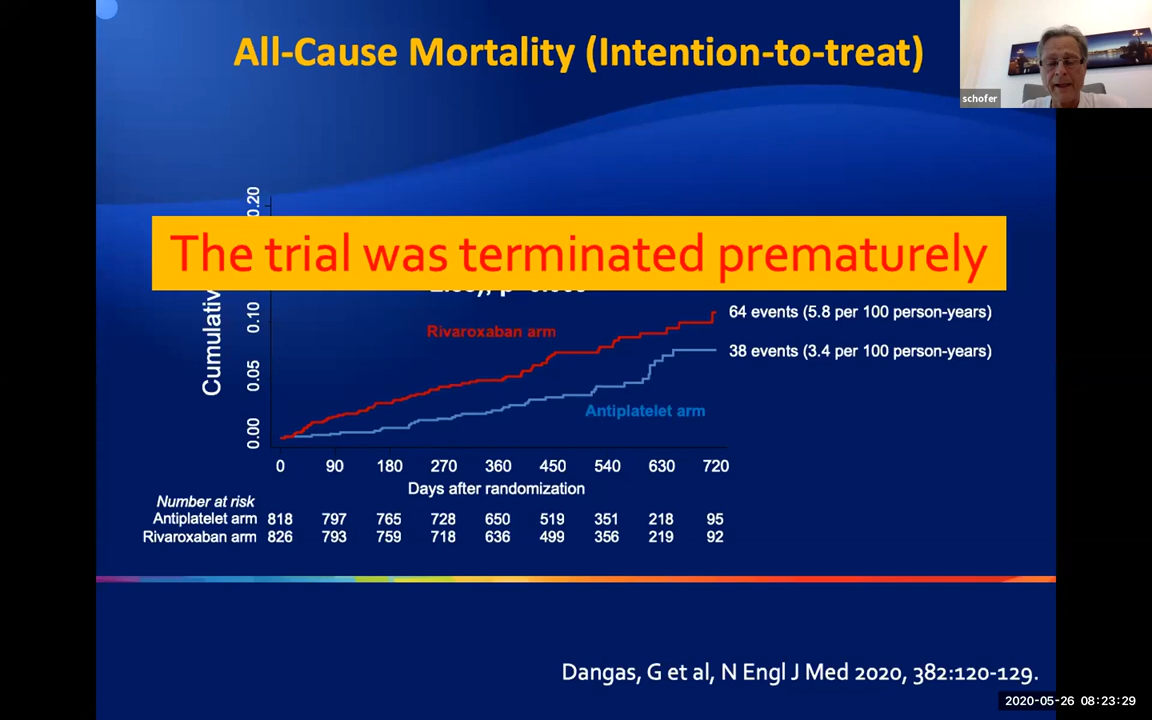 All-Cause Mortality (Intention-to-treat)
schofer
The trial was terminated prematurely
0.20
0.10
0.05
0.00
Rivaroxaban arm
64 events (5.8 per 100 person-years)
38 events (3.4 per 100 person-years)
Antiplatelet arm
0 90 180 270 360 450 540 630 720
Days after randomization
Number at risk
Antiplatelet arm 818 797 765 728 650 519 351 218 95
Rivaroxaban arm 826 793 759 718 636 499 356 219 92
Dangas, G et al, N Engl J Med 2020, 382:120-129.
2020-05-26 08:23:29